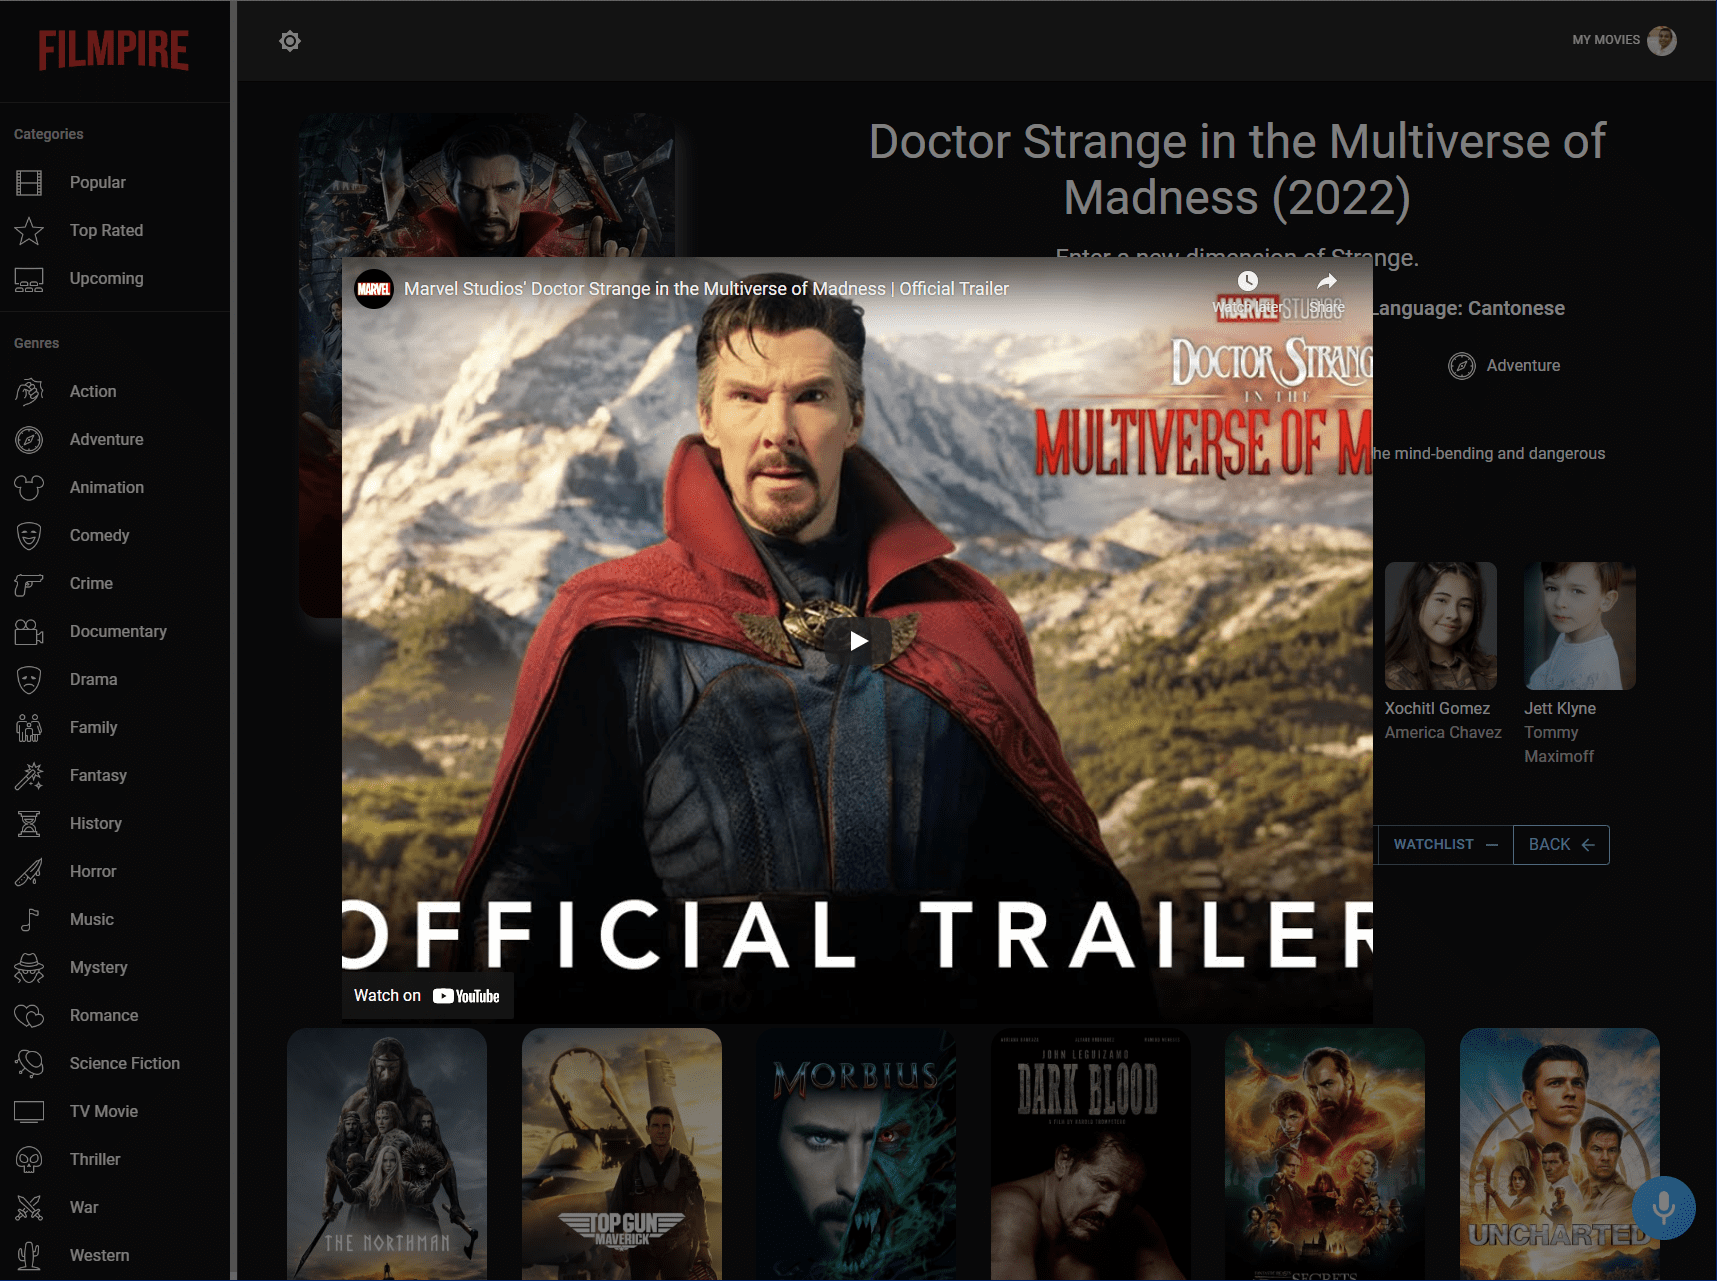 FILMPIRE
MY MOVIES
Categories
Popular
Top Rated
Upcoming
Genres
Action
Adventure
Animation
Comedy
Crime
Documentary
Drama
Family
Fantasy
History
Horror
Music
Mystery
Romance
Science Fiction
TV Movie
Thriller
War
Western
Doctor Strange in the Multiverse of
Madness (2022)
Enter a new dimension of Strange.
Language: Cantonese
Adventure
he mind-bending and dangerous
MARVEL
Marvel Studios' Doctor Strange in the Multiverse of Madness | Official Trailer
Watch later
Share
MARVEL STUDIOS
DOCTOR STRANG
IN THE
MULTIVERSE OF M
OFFICIAL TRAILER
Watch on YouTube
Xochitl Gomez
America Chavez
Jett Klyne
Tommy
Maximoff
WATCHLIST
BACK
THE NORTHMAN
TOP GUN
MAVERICK
MORBIUS
JOHN LEGUIZAMO
DARK BLOOD
SECRETS
UNCHARTED